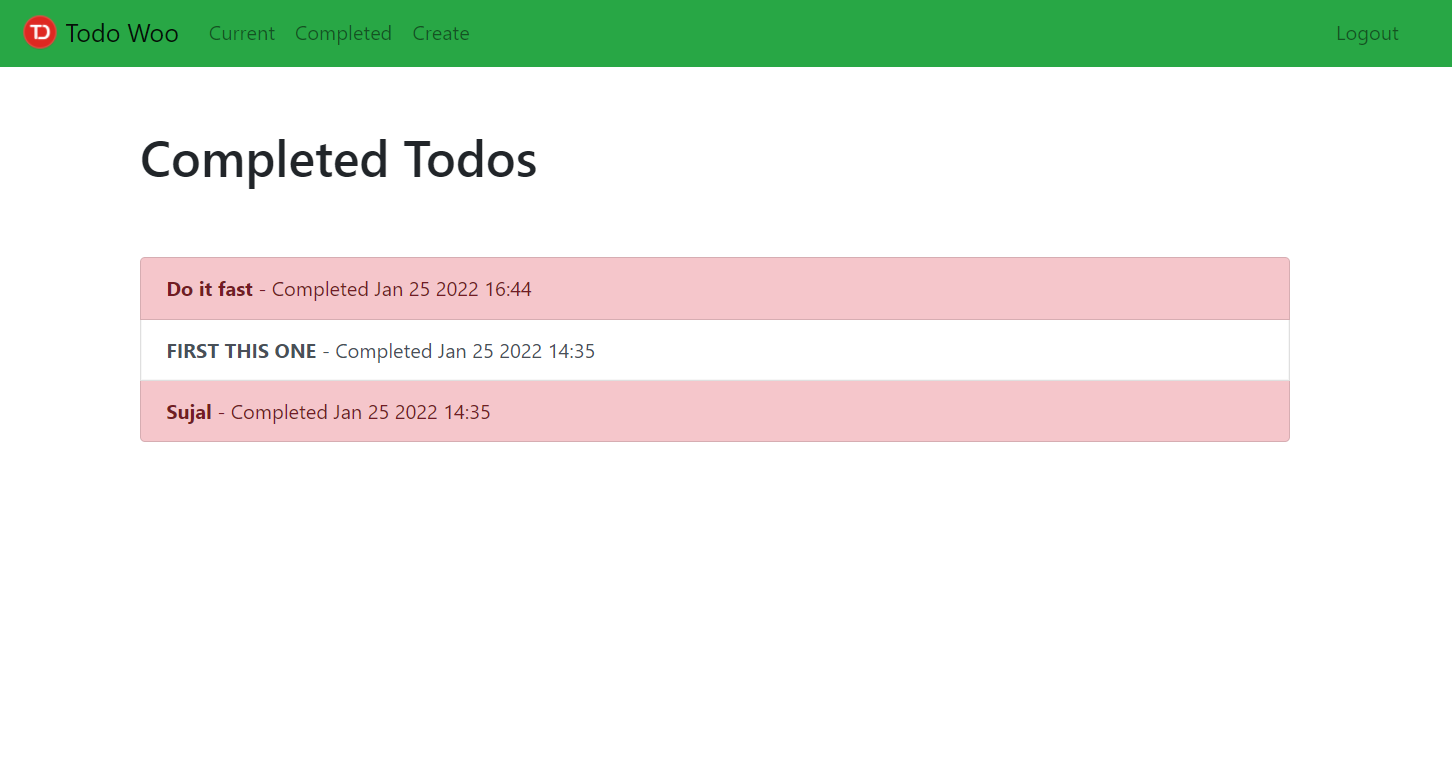 TD Todo Woo Current Completed Create Logout
Completed Todos
Do it fast - Completed Jan 25 2022 16:44
FIRST THIS ONE - Completed Jan 25 2022 14:35
Sujal - Completed Jan 25 2022 14:35